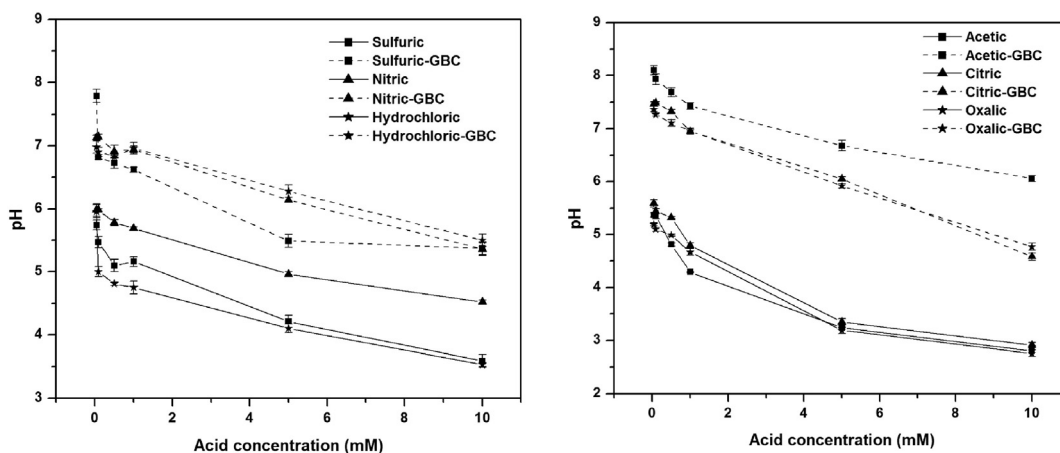 9
8
7
6
5
4
3
pH
0
2
4
6
8
10
Acid concentration (mM)
Sulfuric
Sulfuric-GBC
Nitric
Nitric-GBC
Hydrochloric
Hydrochloric-GBC
9
8
7
6
5
4
3
2
pH
0
2
4
6
8
10
Acid concentration (mM)
Acetic
Acetic-GBC
Citric
Citric-GBC
Oxalic
Oxalic-GBC